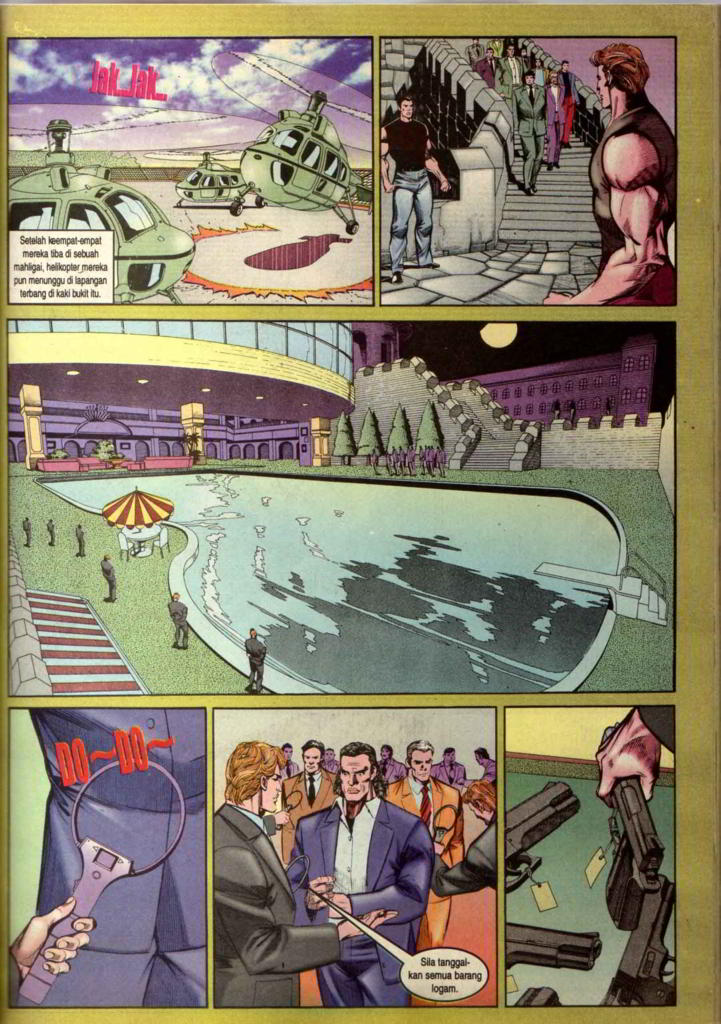 Jak...Jak...
Setelah keempat-empat
mereka tiba di sebuah
mahligai, helikopter mereka
pun menunggu di lapangan
terbang di kaki bukit itu.
DO~DO~
Sila tanggal-
kan semua barang
logam.